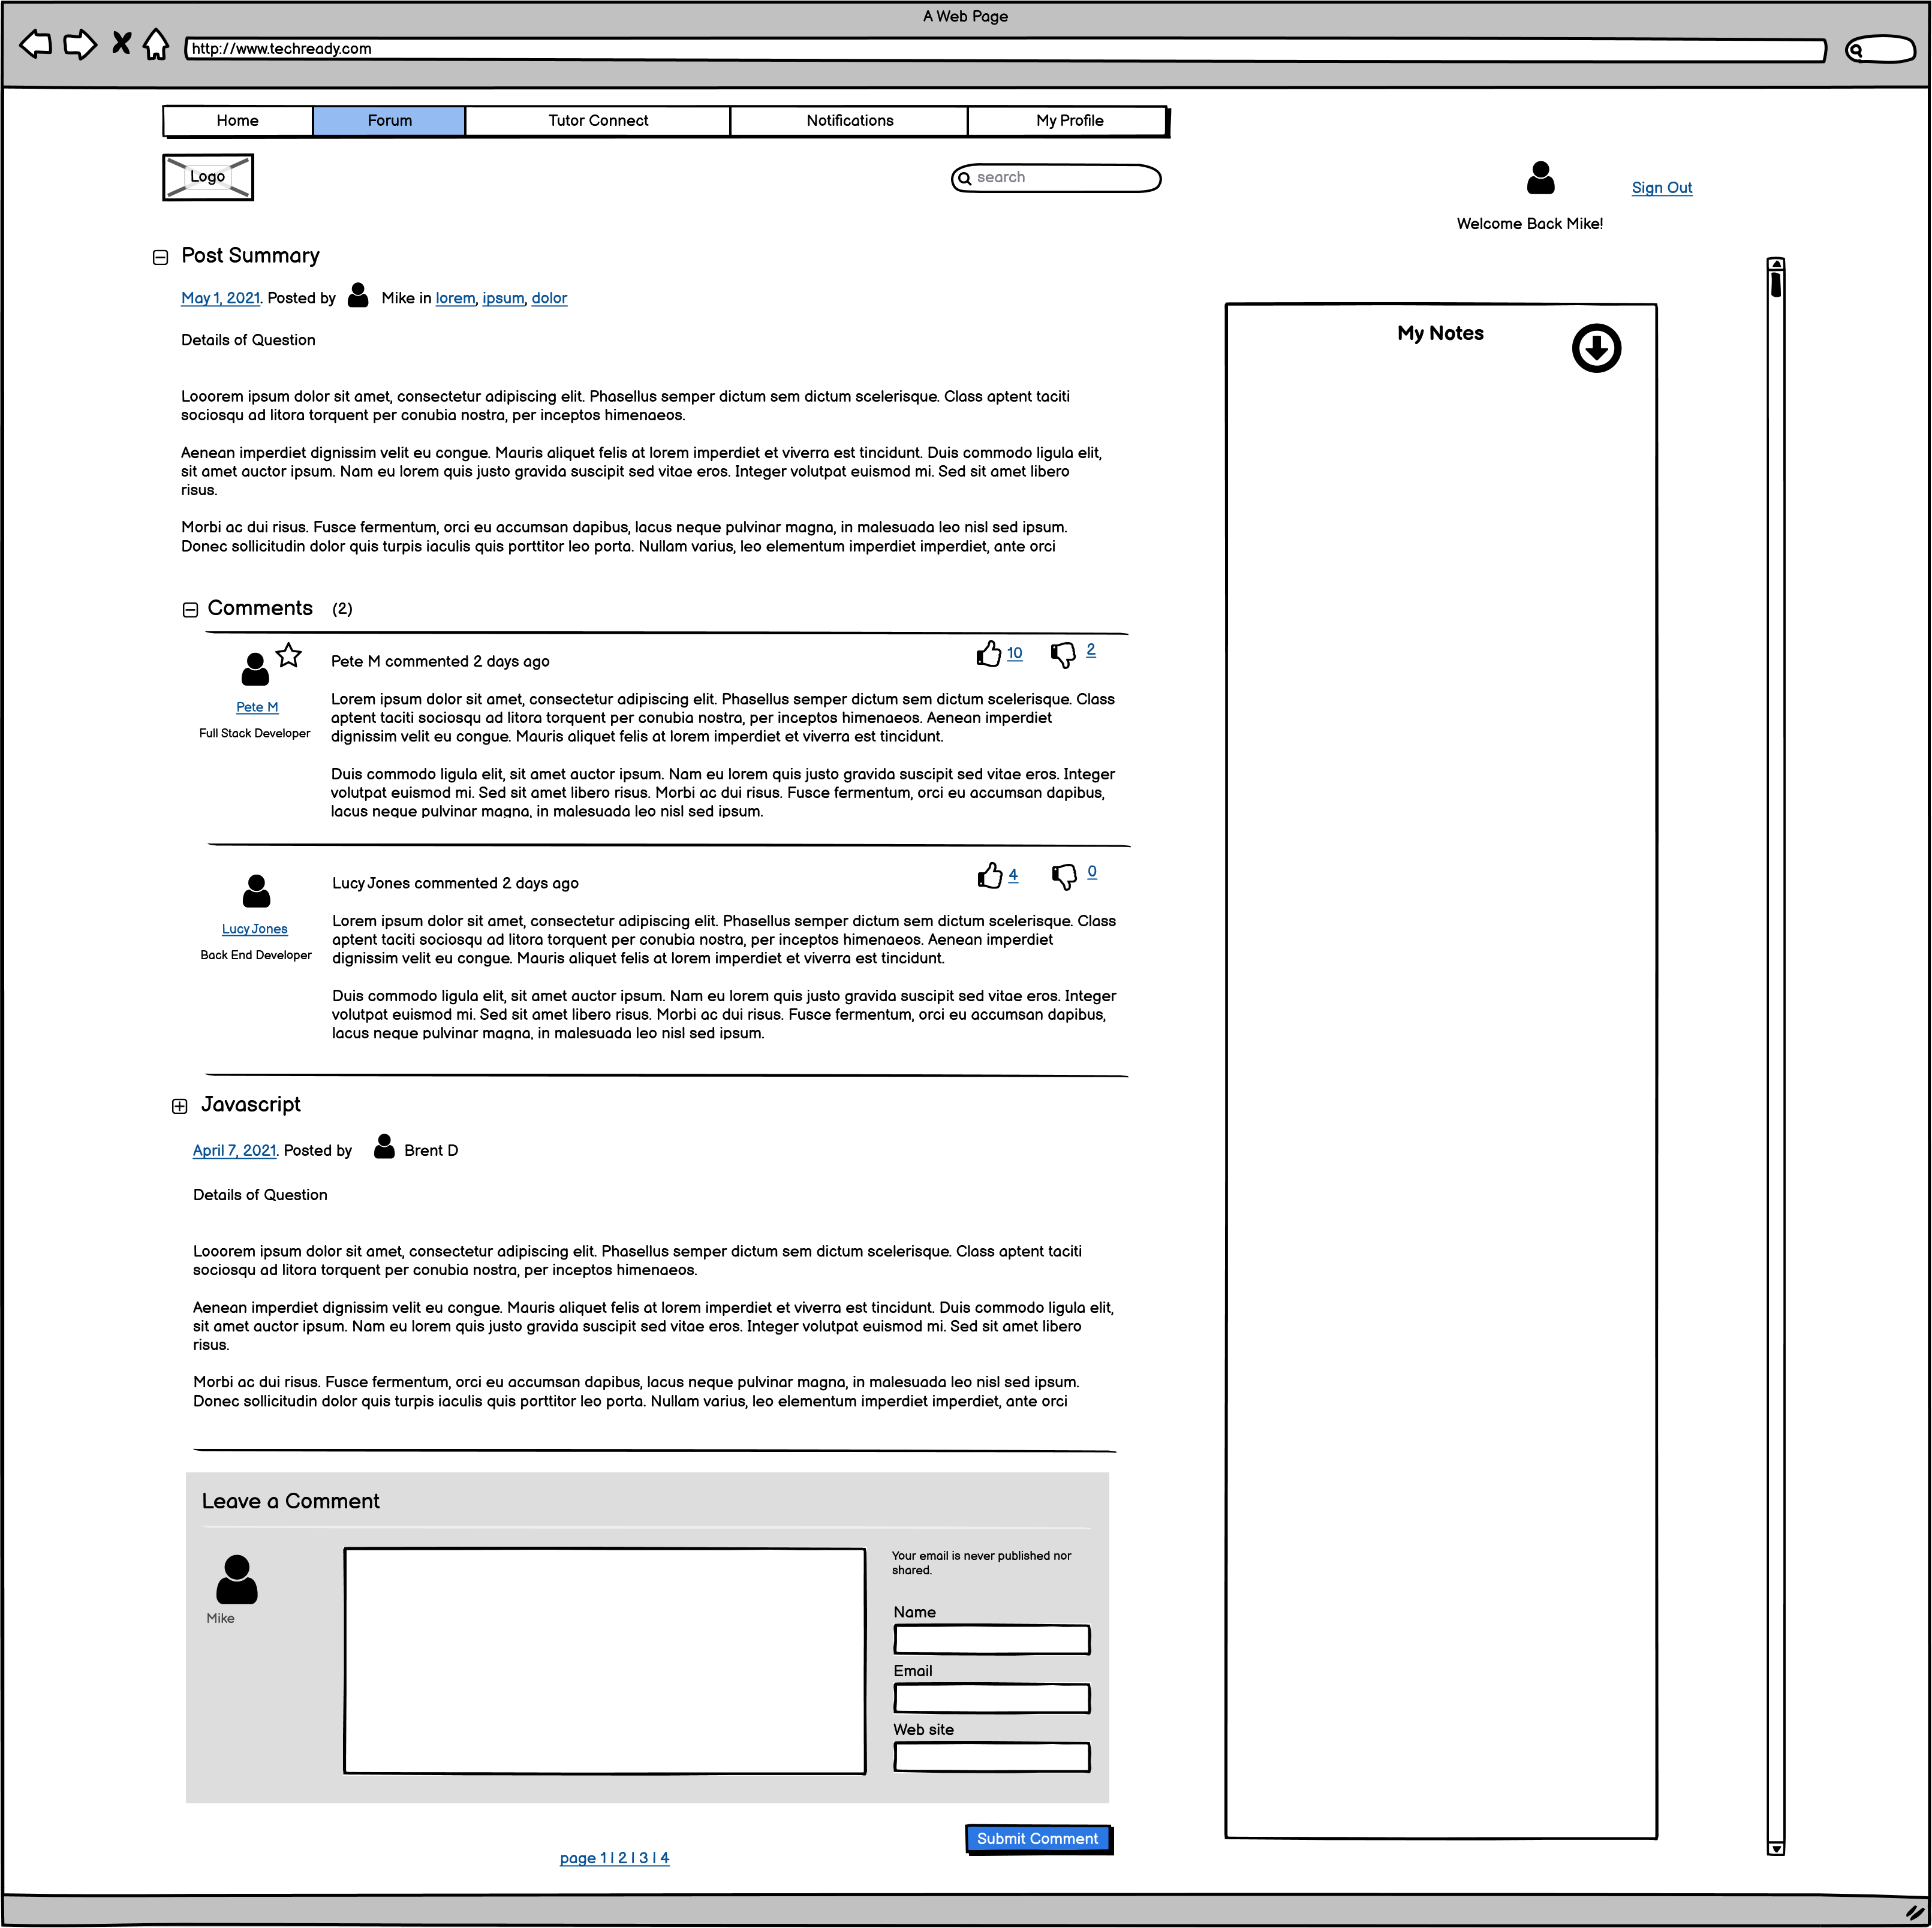 A Web Page
http://www.techready.com
Home
Forum
Tutor Connect
Notifications
My Profile
Logo
search
Sign Out
Welcome Back Mike!
Post Summary
May 1, 2021. Posted by Mike in lorem, ipsum, dolor
Details of Question
Looorem ipsum dolor sit amet, consectetur adipiscing elit. Phasellus semper dictum sem dictum scelerisque. Class aptent taciti
sociosqu ad litora torquent per conubia nostra, per inceptos himenaeos.
Aenean imperdiet dignissim velit eu congue. Mauris aliquet felis at lorem imperdiet et viverra est tincidunt. Duis commodo ligula elit,
sit amet auctor ipsum. Nam eu lorem quis justo gravida suscipit sed vitae eros. Integer volutpat euismod mi. Sed sit amet libero
risus.
Morbi ac dui risus. Fusce fermentum, orci eu accumsan dapibus, lacus neque pulvinar magna, in malesuada leo nisl sed ipsum.
Donec sollicitudin dolor quis turpis iaculis quis porttitor leo porta. Nullam varius, leo elementum imperdiet imperdiet, ante orci
Comments (2)
Pete M
Full Stack Developer
Pete M commented 2 days ago
10
2
Lorem ipsum dolor sit amet, consectetur adipiscing elit. Phasellus semper dictum sem dictum scelerisque. Class
aptent taciti sociosqu ad litora torquent per conubia nostra, per inceptos himenaeos. Aenean imperdiet
dignissim velit eu congue. Mauris aliquet felis at lorem imperdiet et viverra est tincidunt.
Duis commodo ligula elit, sit amet auctor ipsum. Nam eu lorem quis justo gravida suscipit sed vitae eros. Integer
volutpat euismod mi. Sed sit amet libero risus. Morbi ac dui risus. Fusce fermentum, orci eu accumsan dapibus,
lacus neque pulvinar magna, in malesuada leo nisl sed ipsum.
Lucy Jones
Back End Developer
Lucy Jones commented 2 days ago
4
0
Lorem ipsum dolor sit amet, consectetur adipiscing elit. Phasellus semper dictum sem dictum scelerisque. Class
aptent taciti sociosqu ad litora torquent per conubia nostra, per inceptos himenaeos. Aenean imperdiet
dignissim velit eu congue. Mauris aliquet felis at lorem imperdiet et viverra est tincidunt.
Duis commodo ligula elit, sit amet auctor ipsum. Nam eu lorem quis justo gravida suscipit sed vitae eros. Integer
volutpat euismod mi. Sed sit amet libero risus. Morbi ac dui risus. Fusce fermentum, orci eu accumsan dapibus,
lacus neque pulvinar magna, in malesuada leo nisl sed ipsum.
Javascript
April 7, 2021. Posted by Brent D
Details of Question
Looorem ipsum dolor sit amet, consectetur adipiscing elit. Phasellus semper dictum sem dictum scelerisque. Class aptent taciti
sociosqu ad litora torquent per conubia nostra, per inceptos himenaeos.
Aenean imperdiet dignissim velit eu congue. Mauris aliquet felis at lorem imperdiet et viverra est tincidunt. Duis commodo ligula elit,
sit amet auctor ipsum. Nam eu lorem quis justo gravida suscipit sed vitae eros. Integer volutpat euismod mi. Sed sit amet libero
risus.
Morbi ac dui risus. Fusce fermentum, orci eu accumsan dapibus, lacus neque pulvinar magna, in malesuada leo nisl sed ipsum.
Donec sollicitudin dolor quis turpis iaculis quis porttitor leo porta. Nullam varius, leo elementum imperdiet imperdiet, ante orci
Leave a Comment
Mike
Your email is never published nor
shared.
Name
Email
Web site
Submit Comment
page 1 | 2 | 3 | 4
My Notes